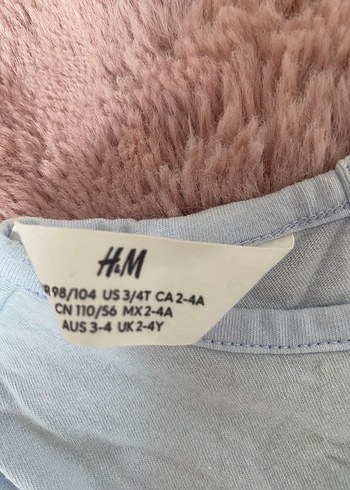 H&M
98/104 US 3/4T CA 2-4A
CN 110/56 MX 2-4A
AUS 3-4 UK 2-4Y